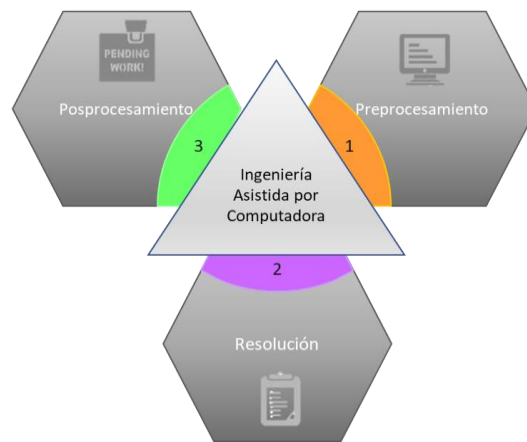 PENDING
WORK!
Posprocesamiento
Preprocesamiento
3
1
Ingeniería
Asistida por
Computadora
2
Resolución